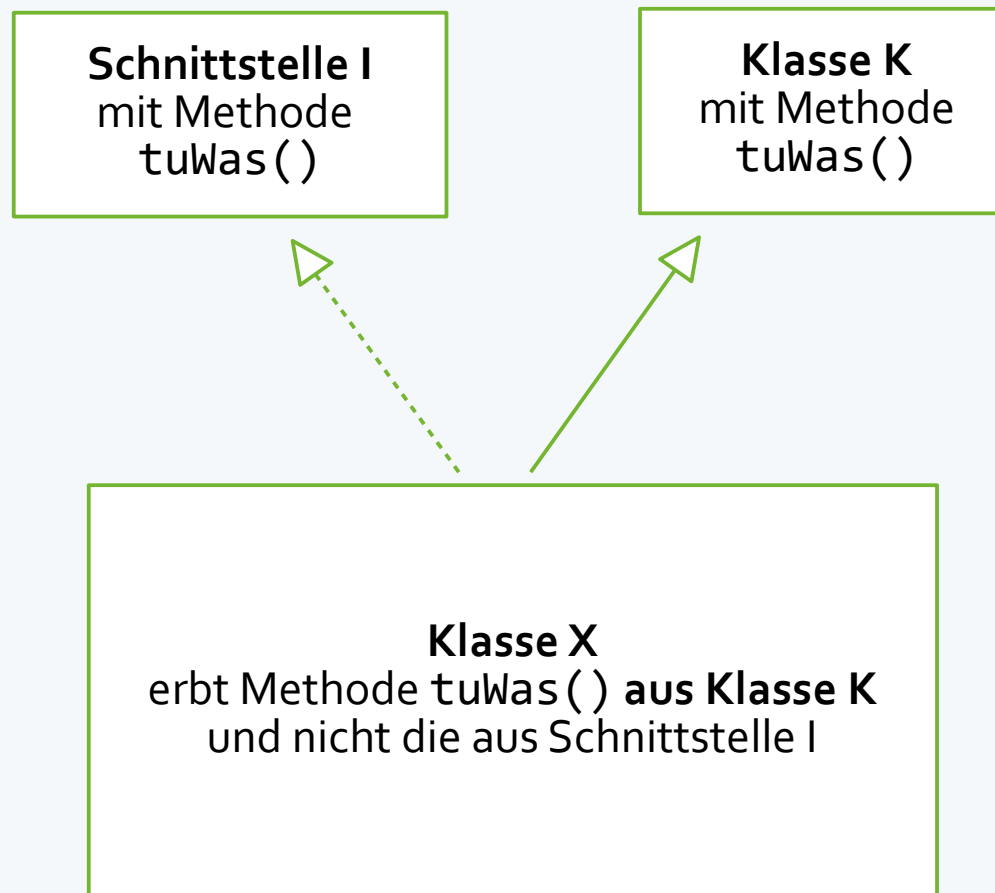 Schnittstelle I
mit Methode
tuWas()
Klasse K
mit Methode
tuWas()
Klasse X
erbt Methode tuWas() aus Klasse K
und nicht die aus Schnittstelle I